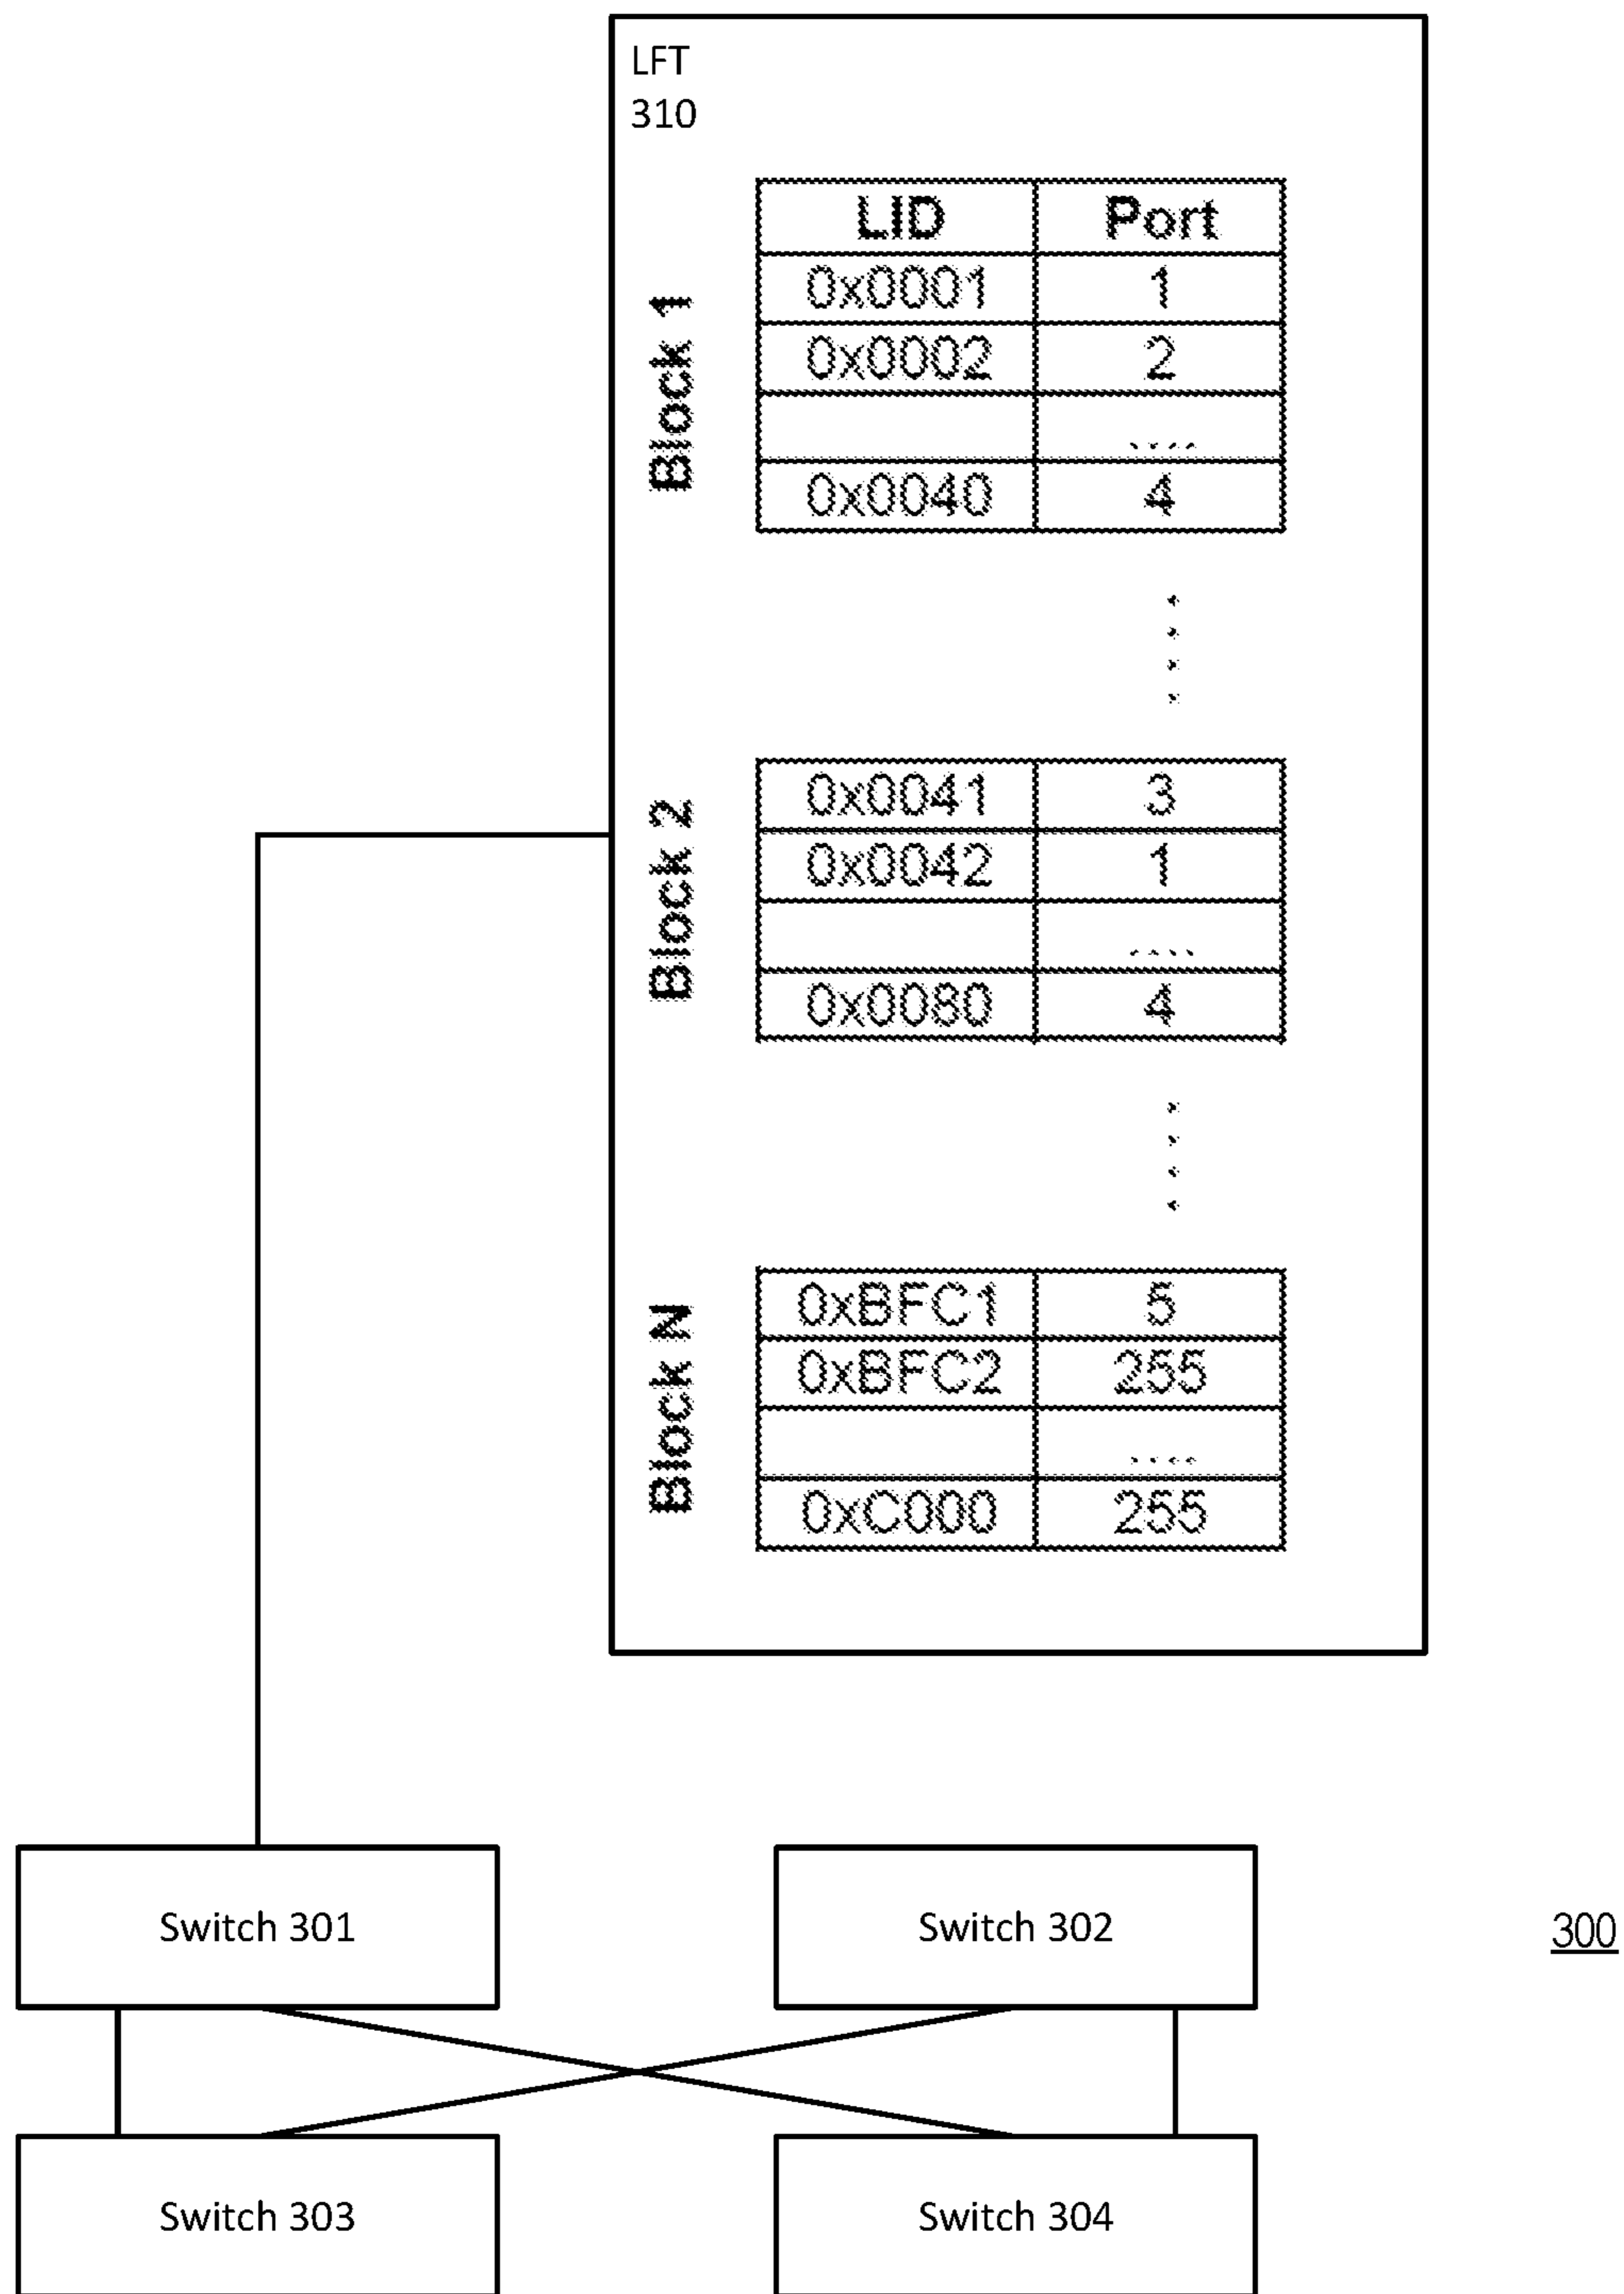 LFT
310
LID Port
Block 1
0x0001 1
0x0002 2
....
0x0040 4
Block 2
0x0041 3
0x0042 1
....
0x0080 4
Block N
0xBFC1 5
0xBFC2 255
....
0xC000 255
Switch 301
Switch 302
300
Switch 303
Switch 304